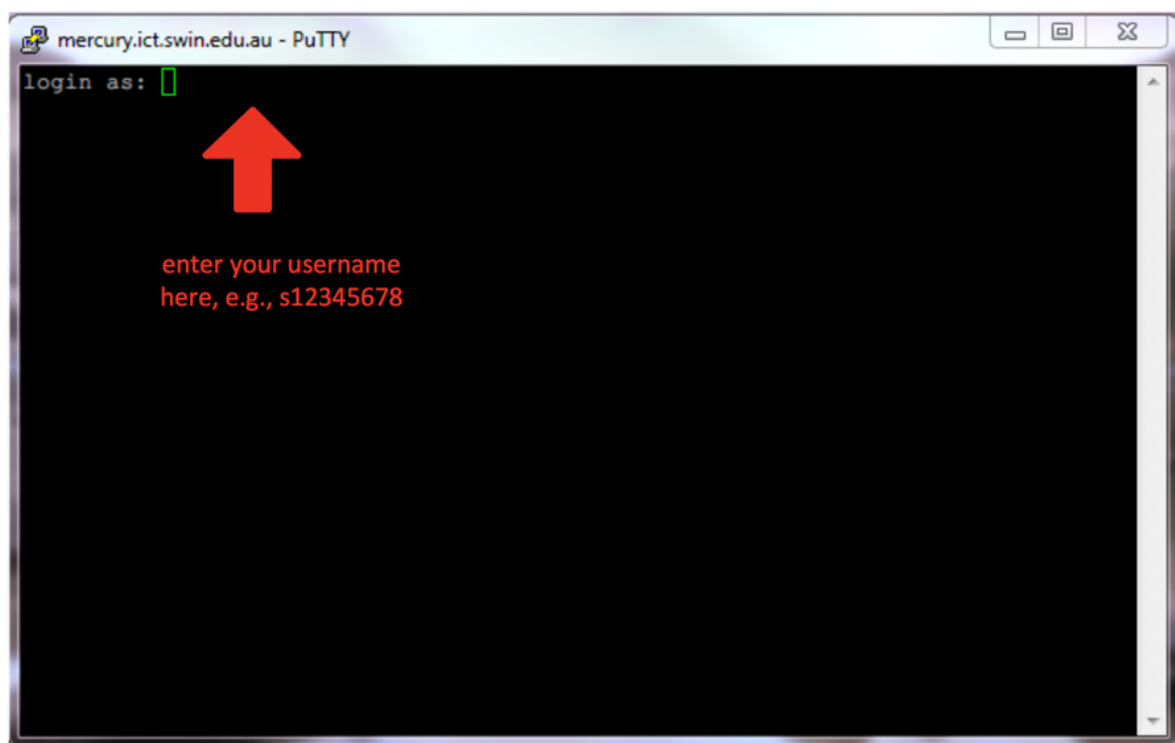 mercury.ict.swin.edu.au - PuTTY
login as:
enter your username
here, e.g., s12345678